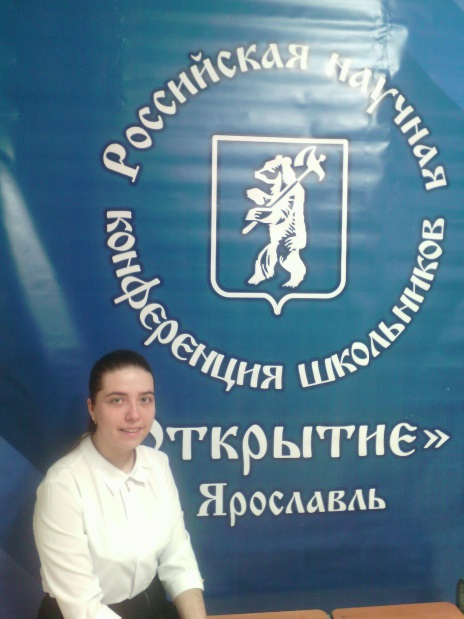 Российская научная
конференция школьников
Открытие»
Ярославль